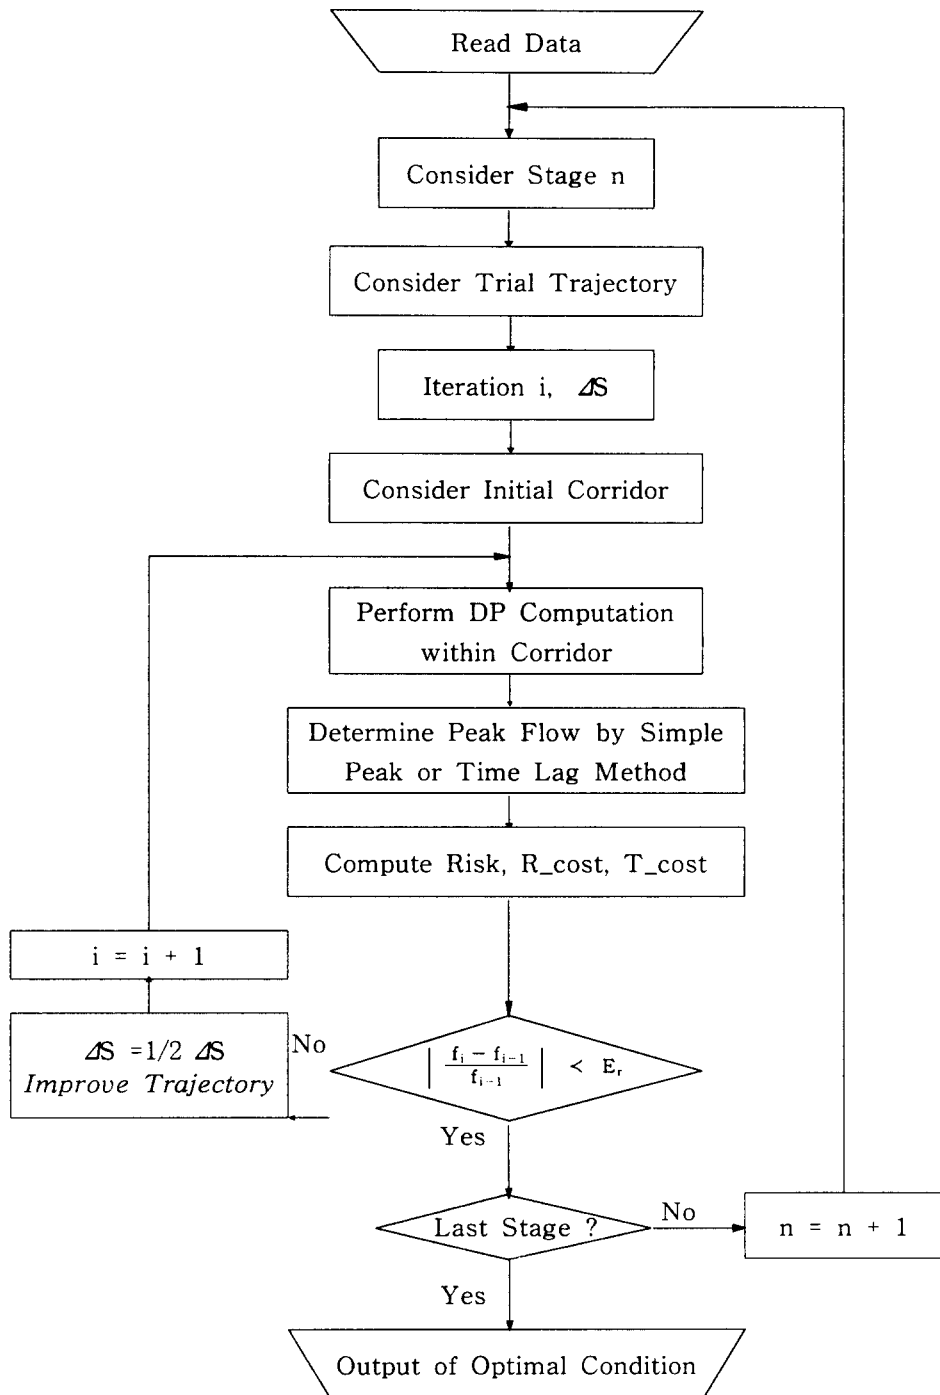 Read Data
Consider Stage n
Consider Trial Trajectory
Iteration i, ΔS
Consider Initial Corridor
Perform DP Computation
within Corridor
Determine Peak Flow by Simple
Peak or Time Lag Method
Compute Risk, R_cost, T_cost
i = i + 1
ΔS =1/2 ΔS
Improve Trajectory
No
| (f_i − f_{i−1}) / f_{i−1} | < E_r
Yes
Last Stage ?
No
n = n + 1
Yes
Output of Optimal Condition